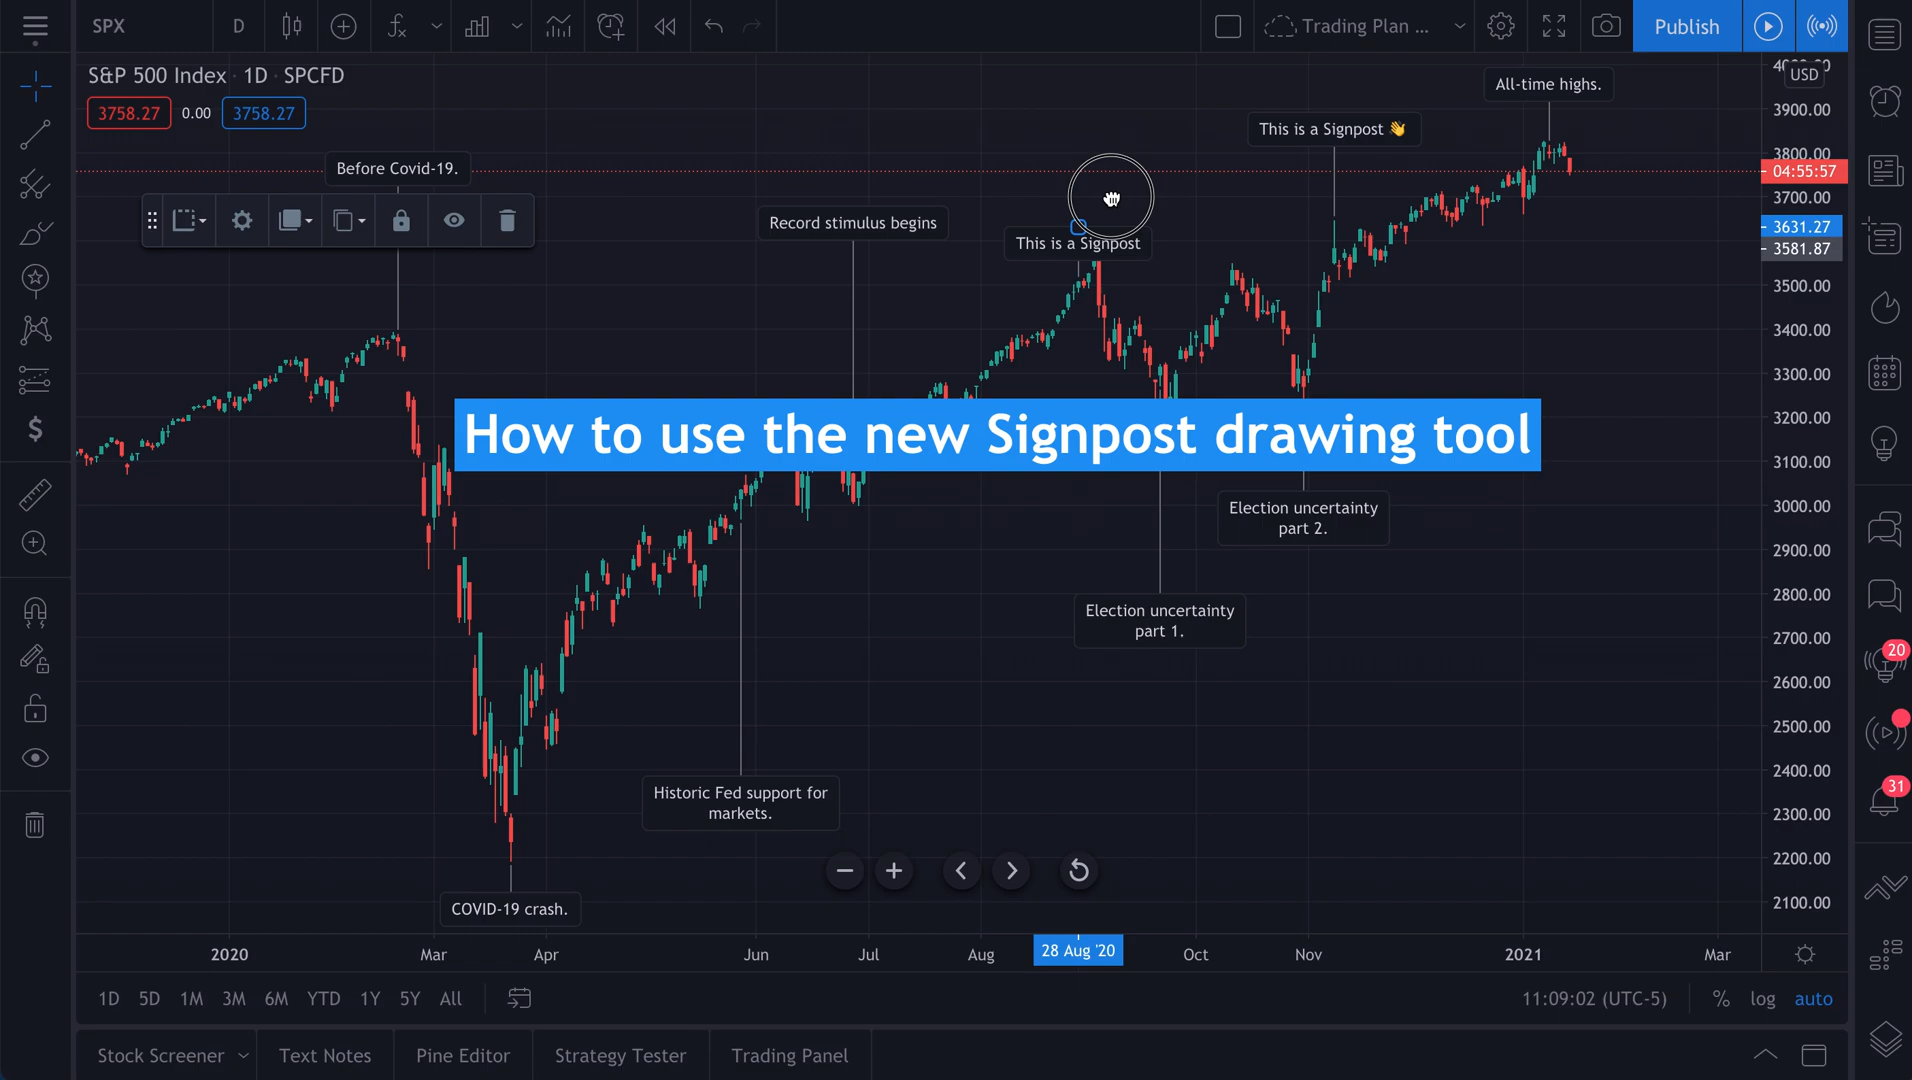 SPX
D
Trading Plan ...
Publish
S&P 500 Index · 1D · SPCFD
3758.27
0.00
3758.27
USD
All-time highs.
This is a Signpost 👋
Before Covid-19.
Record stimulus begins
This is a Signpost
How to use the new Signpost drawing tool
Election uncertainty
part 2.
Election uncertainty
part 1.
Historic Fed support for
markets.
COVID-19 crash.
3900.00
3800.00
04:55:57
3700.00
3631.27
3581.87
3500.00
3400.00
3300.00
3200.00
3100.00
3000.00
2900.00
2800.00
2700.00
2600.00
2500.00
2400.00
2300.00
2200.00
2100.00
20
31
2020
Mar
Apr
Jun
Jul
Aug
28 Aug '20
Oct
Nov
2021
Mar
1D
5D
1M
3M
6M
YTD
1Y
5Y
All
11:09:02 (UTC-5)
%
log
auto
Stock Screener
Text Notes
Pine Editor
Strategy Tester
Trading Panel